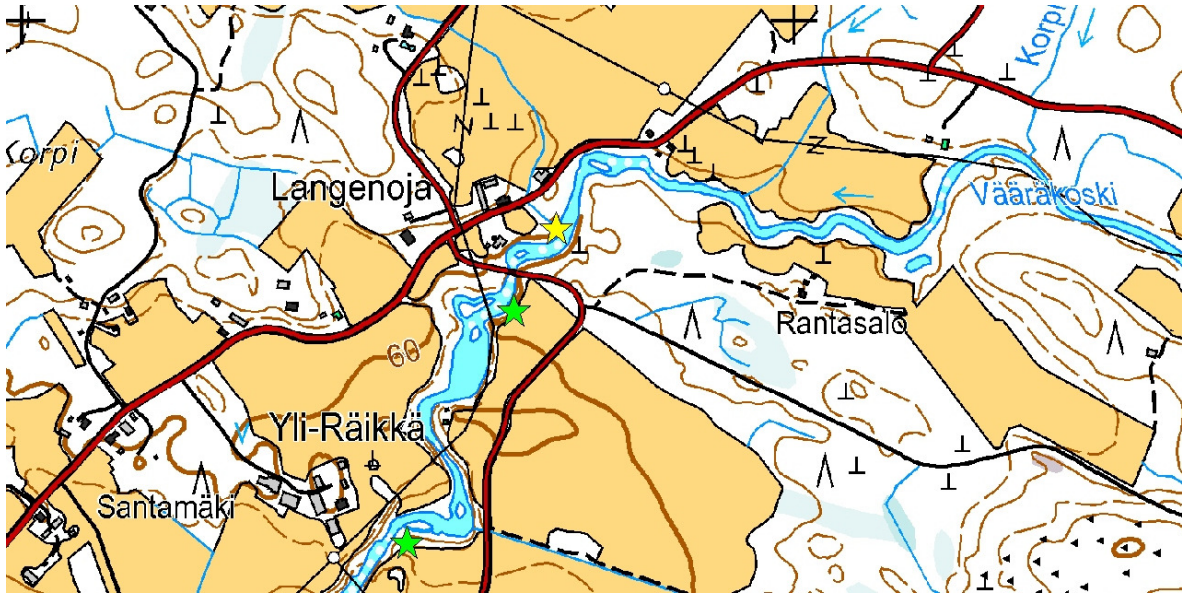 Korpi
Korpi
Langenoja
Vääräkoski
Rantasalo
60
Yli-Räikkä
Santamäki